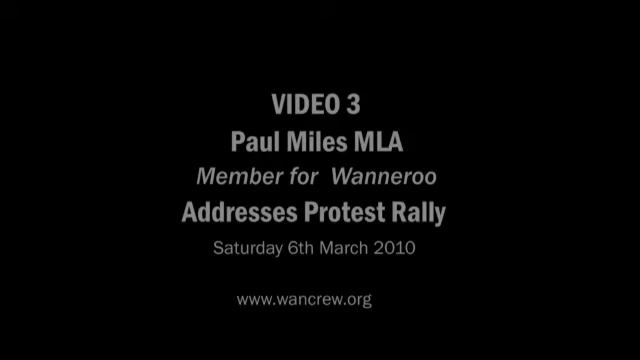 VIDEO 3
Paul Miles MLA
Member for Wanneroo
Addresses Protest Rally
Saturday 6th March 2010
www.wancrew.org